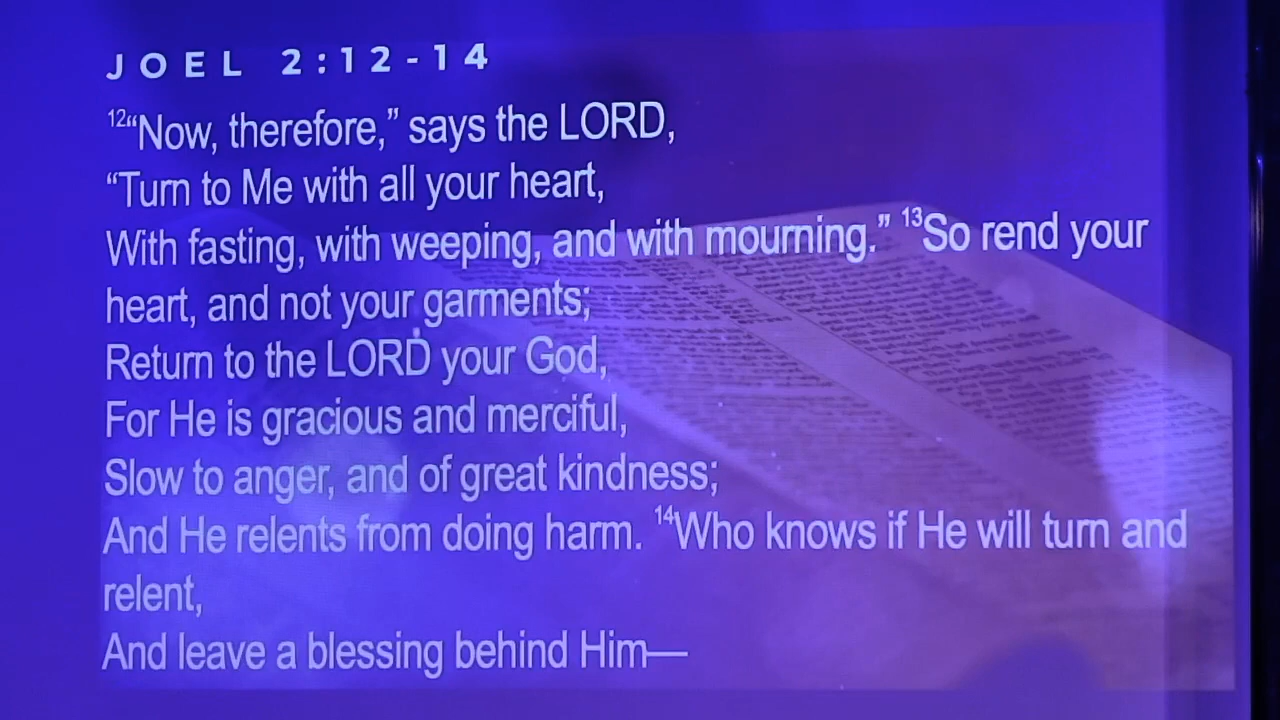 JOEL 2:12-14
12“Now, therefore,” says the LORD,
“Turn to Me with all your heart,
With fasting, with weeping, and with mourning.” 13So rend your
heart, and not your garments;
Return to the LORD your God,
For He is gracious and merciful,
Slow to anger, and of great kindness;
And He relents from doing harm. 14Who knows if He will turn and
relent,
And leave a blessing behind Him—